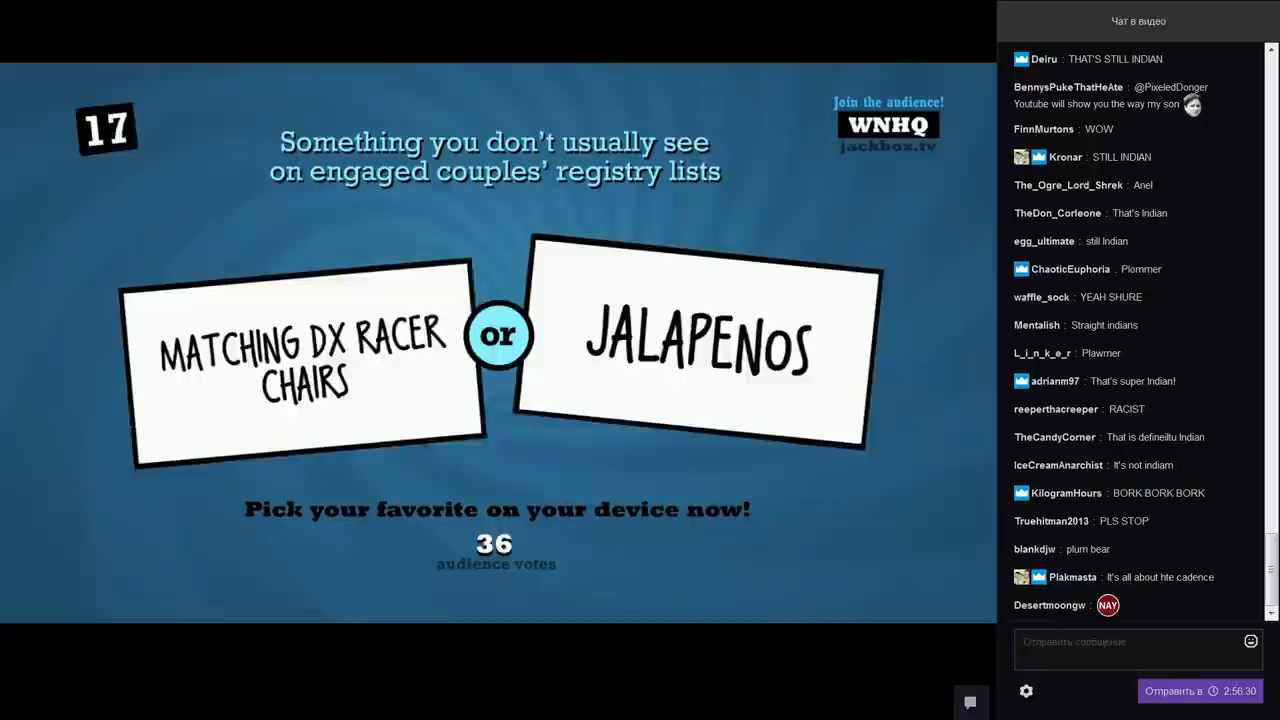 17
Something you don't usually see
on engaged couples' registry lists
Join the audience!
WNHQ
jackbox.tv
MATCHING DX RACER
CHAIRS
or
JALAPENOS
Pick your favorite on your device now!
36
audience votes
Чат в видео
Deiru : THAT'S STILL INDIAN
BennysPukeThatHeAte : @PixeledDonger
Youtube will show you the way my son
FinnMurtons : WOW
Kronar : STILL INDIAN
The_Ogre_Lord_Shrek : Anel
TheDon_Corleone : That's Indian
egg_ultimate : still Indian
ChaoticEuphoria : Plommer
waffle_sock : YEAH SHURE
Mentalish : Straight indians
L_i_n_k_e_r : Plawmer
adrianm97 : That's super Indian!
reeperthacreeper : RACIST
TheCandyCorner : That is defineiltu Indian
IceCreamAnarchist : It's not indiam
KilogramHours : BORK BORK BORK
Truehitman2013 : PLS STOP
blankdjw : plum bear
Plakmasta : It's all about hte cadence
Desertmoongw : NAY
Отправить сообщение
Отправить в 2:56:30